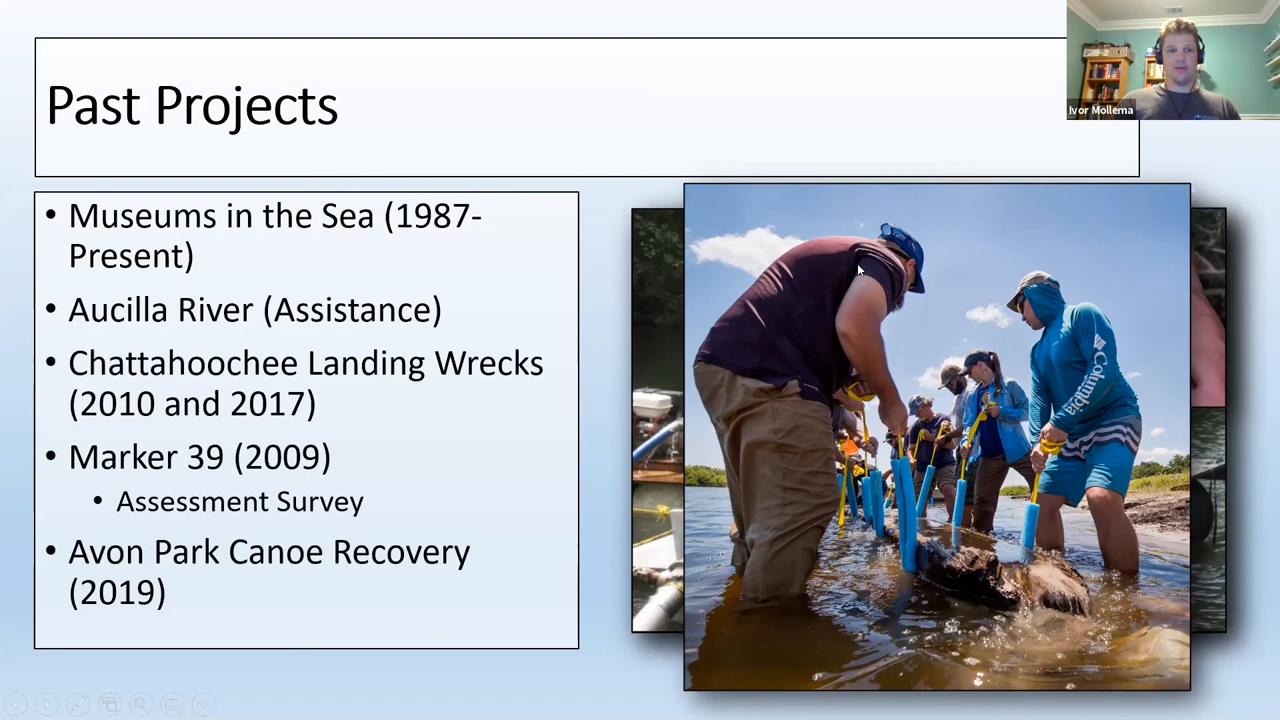 Ivor Mollema
Past Projects
• Museums in the Sea (1987-
Present)
• Aucilla River (Assistance)
• Chattahoochee Landing Wrecks
(2010 and 2017)
• Marker 39 (2009)
• Assessment Survey
• Avon Park Canoe Recovery
(2019)
Columbia